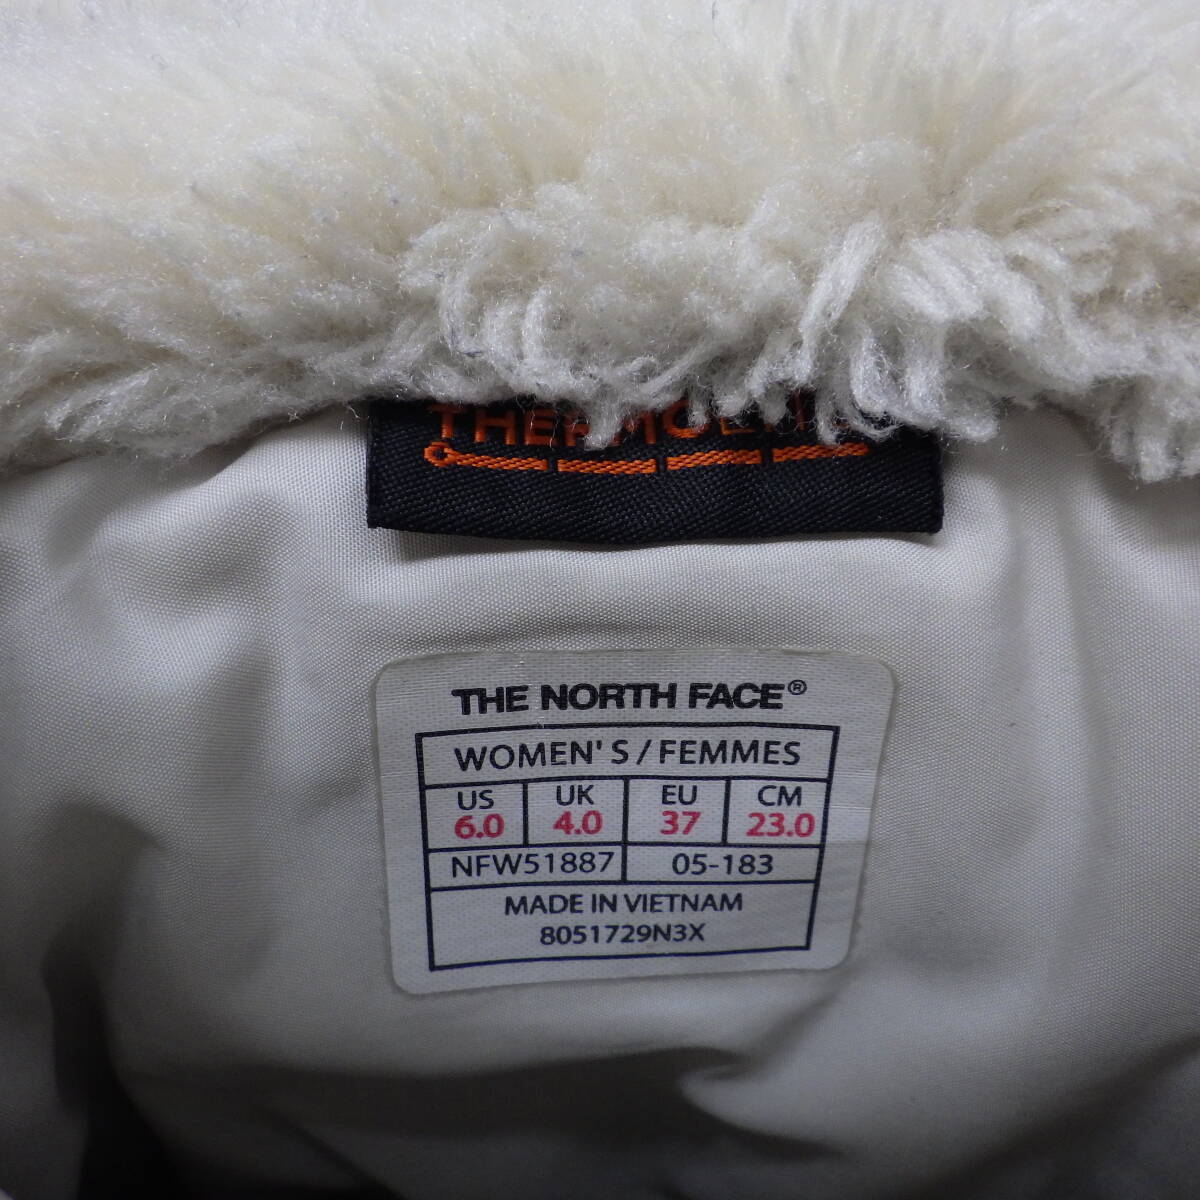 THE NORTH FACE®
WOMEN'S / FEMMES
US UK EU CM
6.0 4.0 37 23.0
NFW51887 05-183
MADE IN VIETNAM
8051729N3X